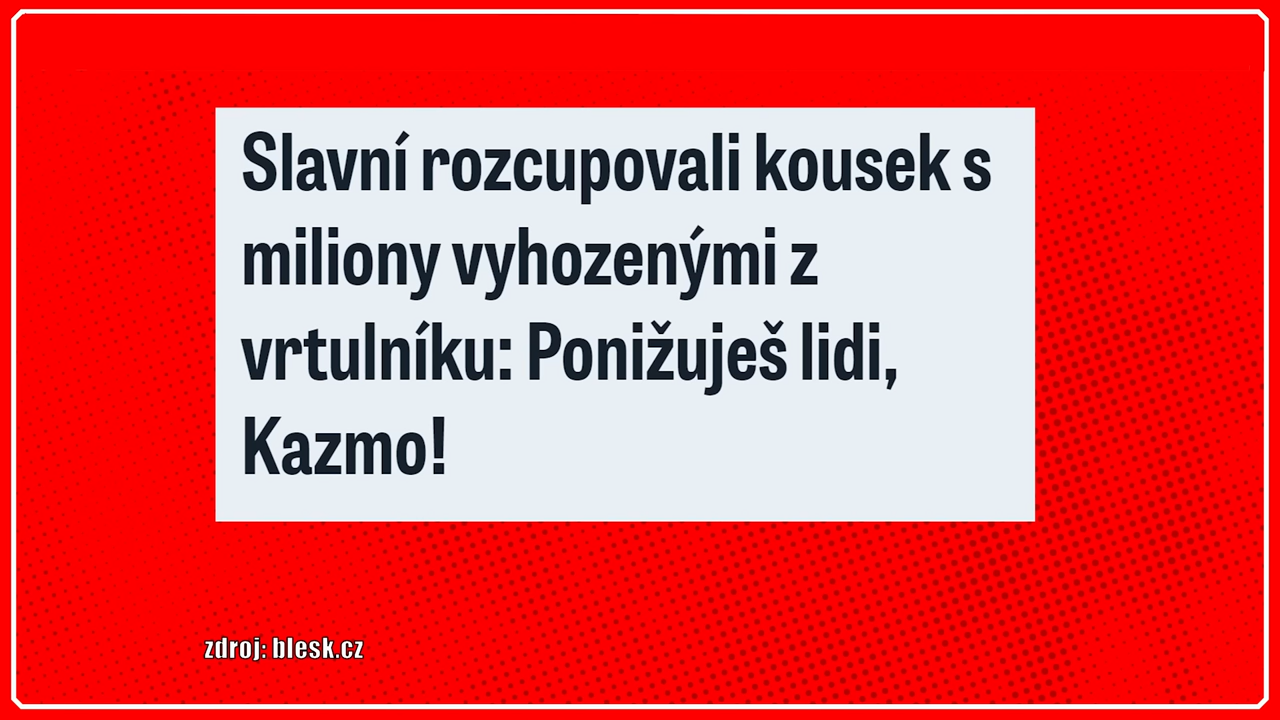 Slavní rozcupovali kousek s
miliony vyhozenými z
vrtulníku: Ponižuješ lidi,
Kazmo!
zdroj: blesk.cz